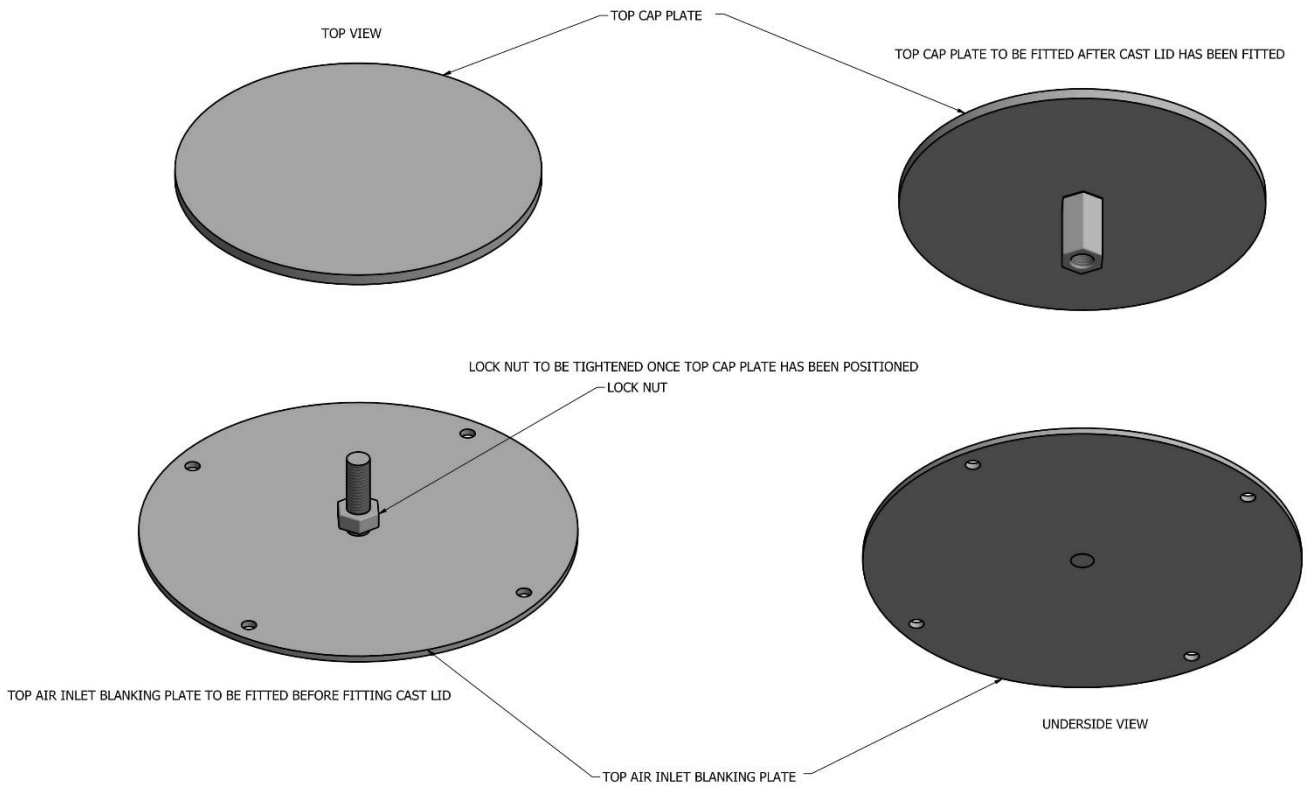 TOP CAP PLATE
TOP VIEW
TOP CAP PLATE TO BE FITTED AFTER CAST LID HAS BEEN FITTED
LOCK NUT TO BE TIGHTENED ONCE TOP CAP PLATE HAS BEEN POSITIONED
LOCK NUT
TOP AIR INLET BLANKING PLATE TO BE FITTED BEFORE FITTING CAST LID
UNDERSIDE VIEW
TOP AIR INLET BLANKING PLATE